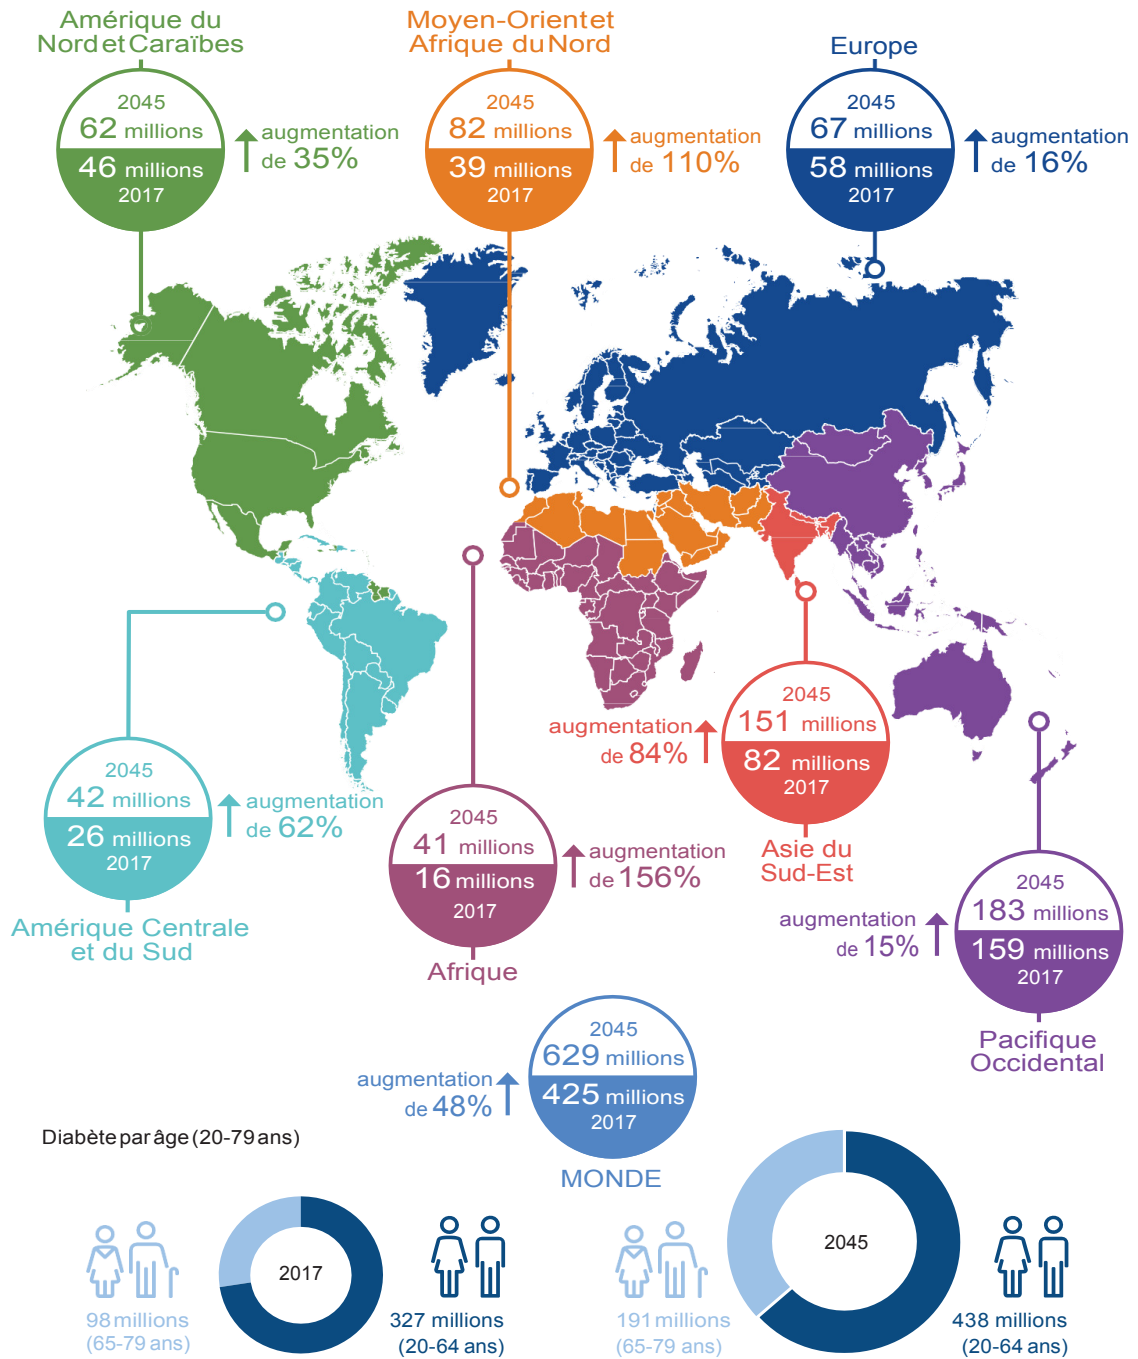 Amérique du
Nord et Caraïbes
2045
62 millions
46 millions
2017
augmentation
de 35%
Moyen-Orient et
Afrique du Nord
2045
82 millions
39 millions
2017
augmentation
de 110%
Europe
2045
67 millions
58 millions
2017
augmentation
de 16%
2045
42 millions
26 millions
2017
augmentation
de 62%
Amérique Centrale
et du Sud
2045
41 millions
16 millions
2017
augmentation
de 156%
Afrique
augmentation
de 84%
2045
151 millions
82 millions
2017
Asie du
Sud-Est
augmentation
de 15%
2045
183 millions
159 millions
2017
Pacifique
Occidental
augmentation
de 48%
2045
629 millions
425 millions
2017
MONDE
Diabète par âge (20-79 ans)
98 millions
(65-79 ans)
2017
327 millions
(20-64 ans)
191 millions
(65-79 ans)
2045
438 millions
(20-64 ans)